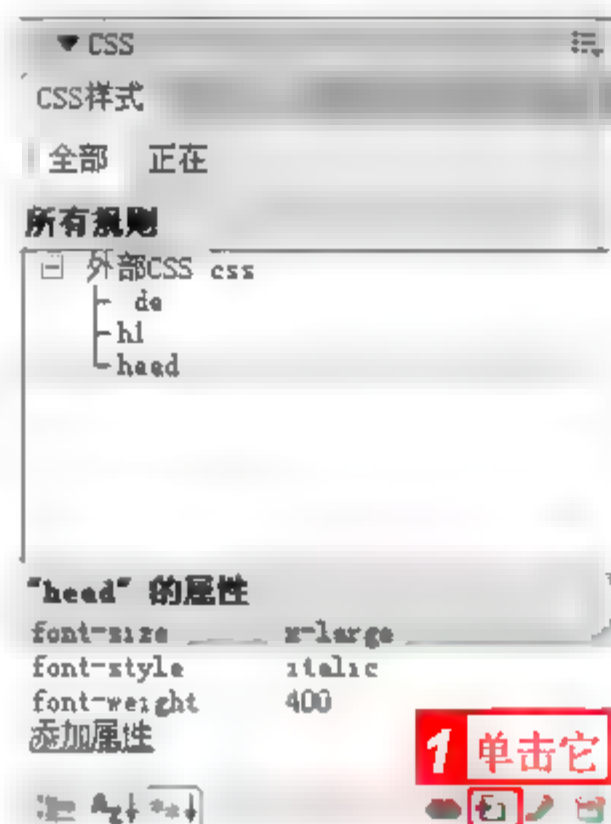 CSS
CSS样式
全部 正在
所有规则
外部CSS css
de
h1
head
"head" 的属性
font-size x-large
font-style italic
font-weight 400
添加属性
1 单击它